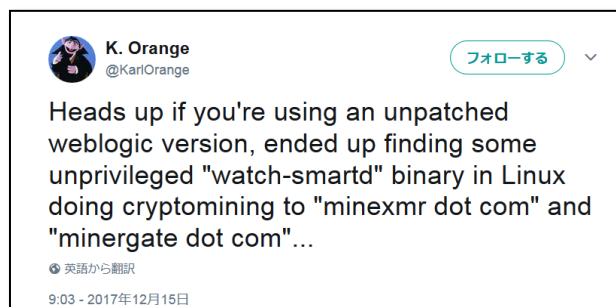 K. Orange
@KarlOrange
フォローする
Heads up if you're using an unpatched
weblogic version, ended up finding some
unprivileged "watch-smartd" binary in Linux
doing cryptomining to "minexmr dot com" and
"minergate dot com"...
英語から翻訳
9:03 - 2017年12月15日